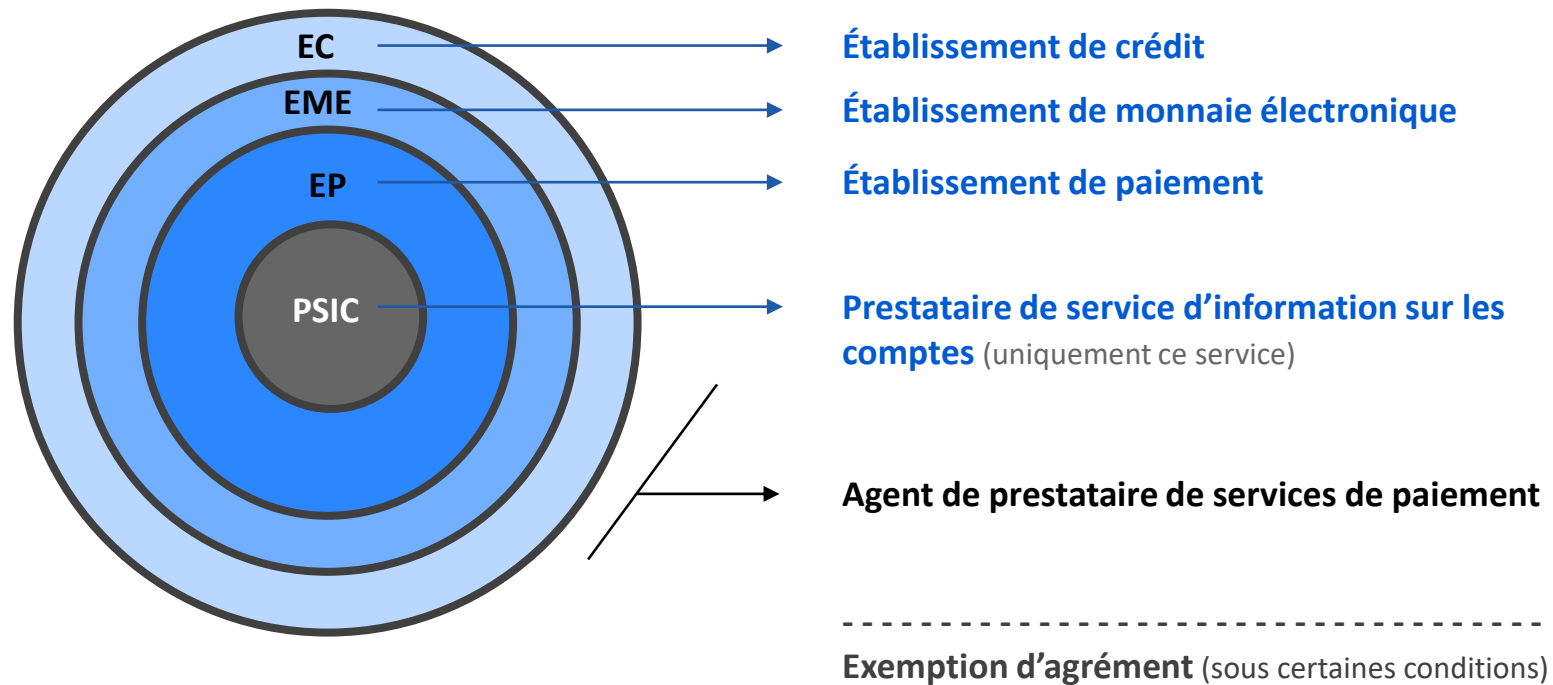 EC
Établissement de crédit
EME
Établissement de monnaie électronique
EP
Établissement de paiement
PSIC
Prestataire de service d’information sur les
comptes (uniquement ce service)
Agent de prestataire de services de paiement
Exemption d’agrément (sous certaines conditions)